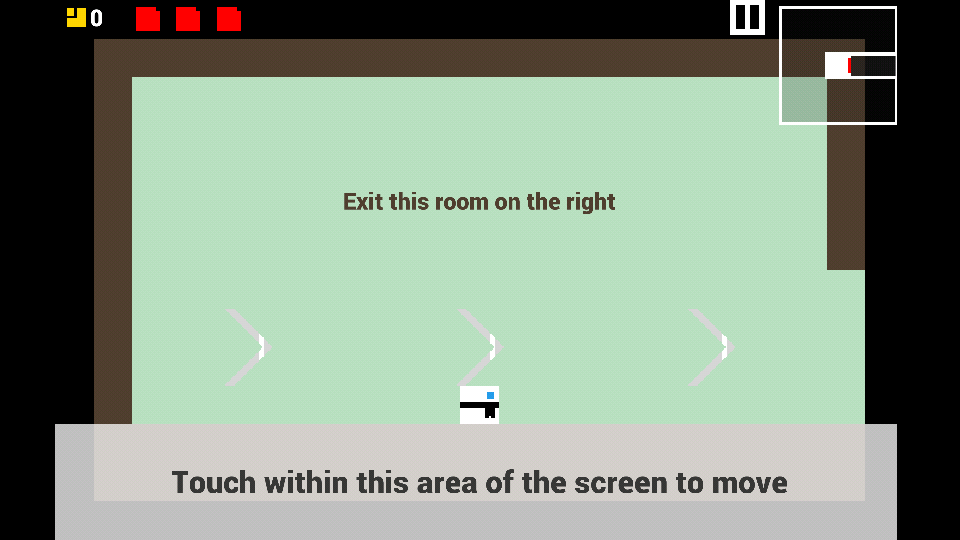 0
Exit this room on the right
Touch within this area of the screen to move